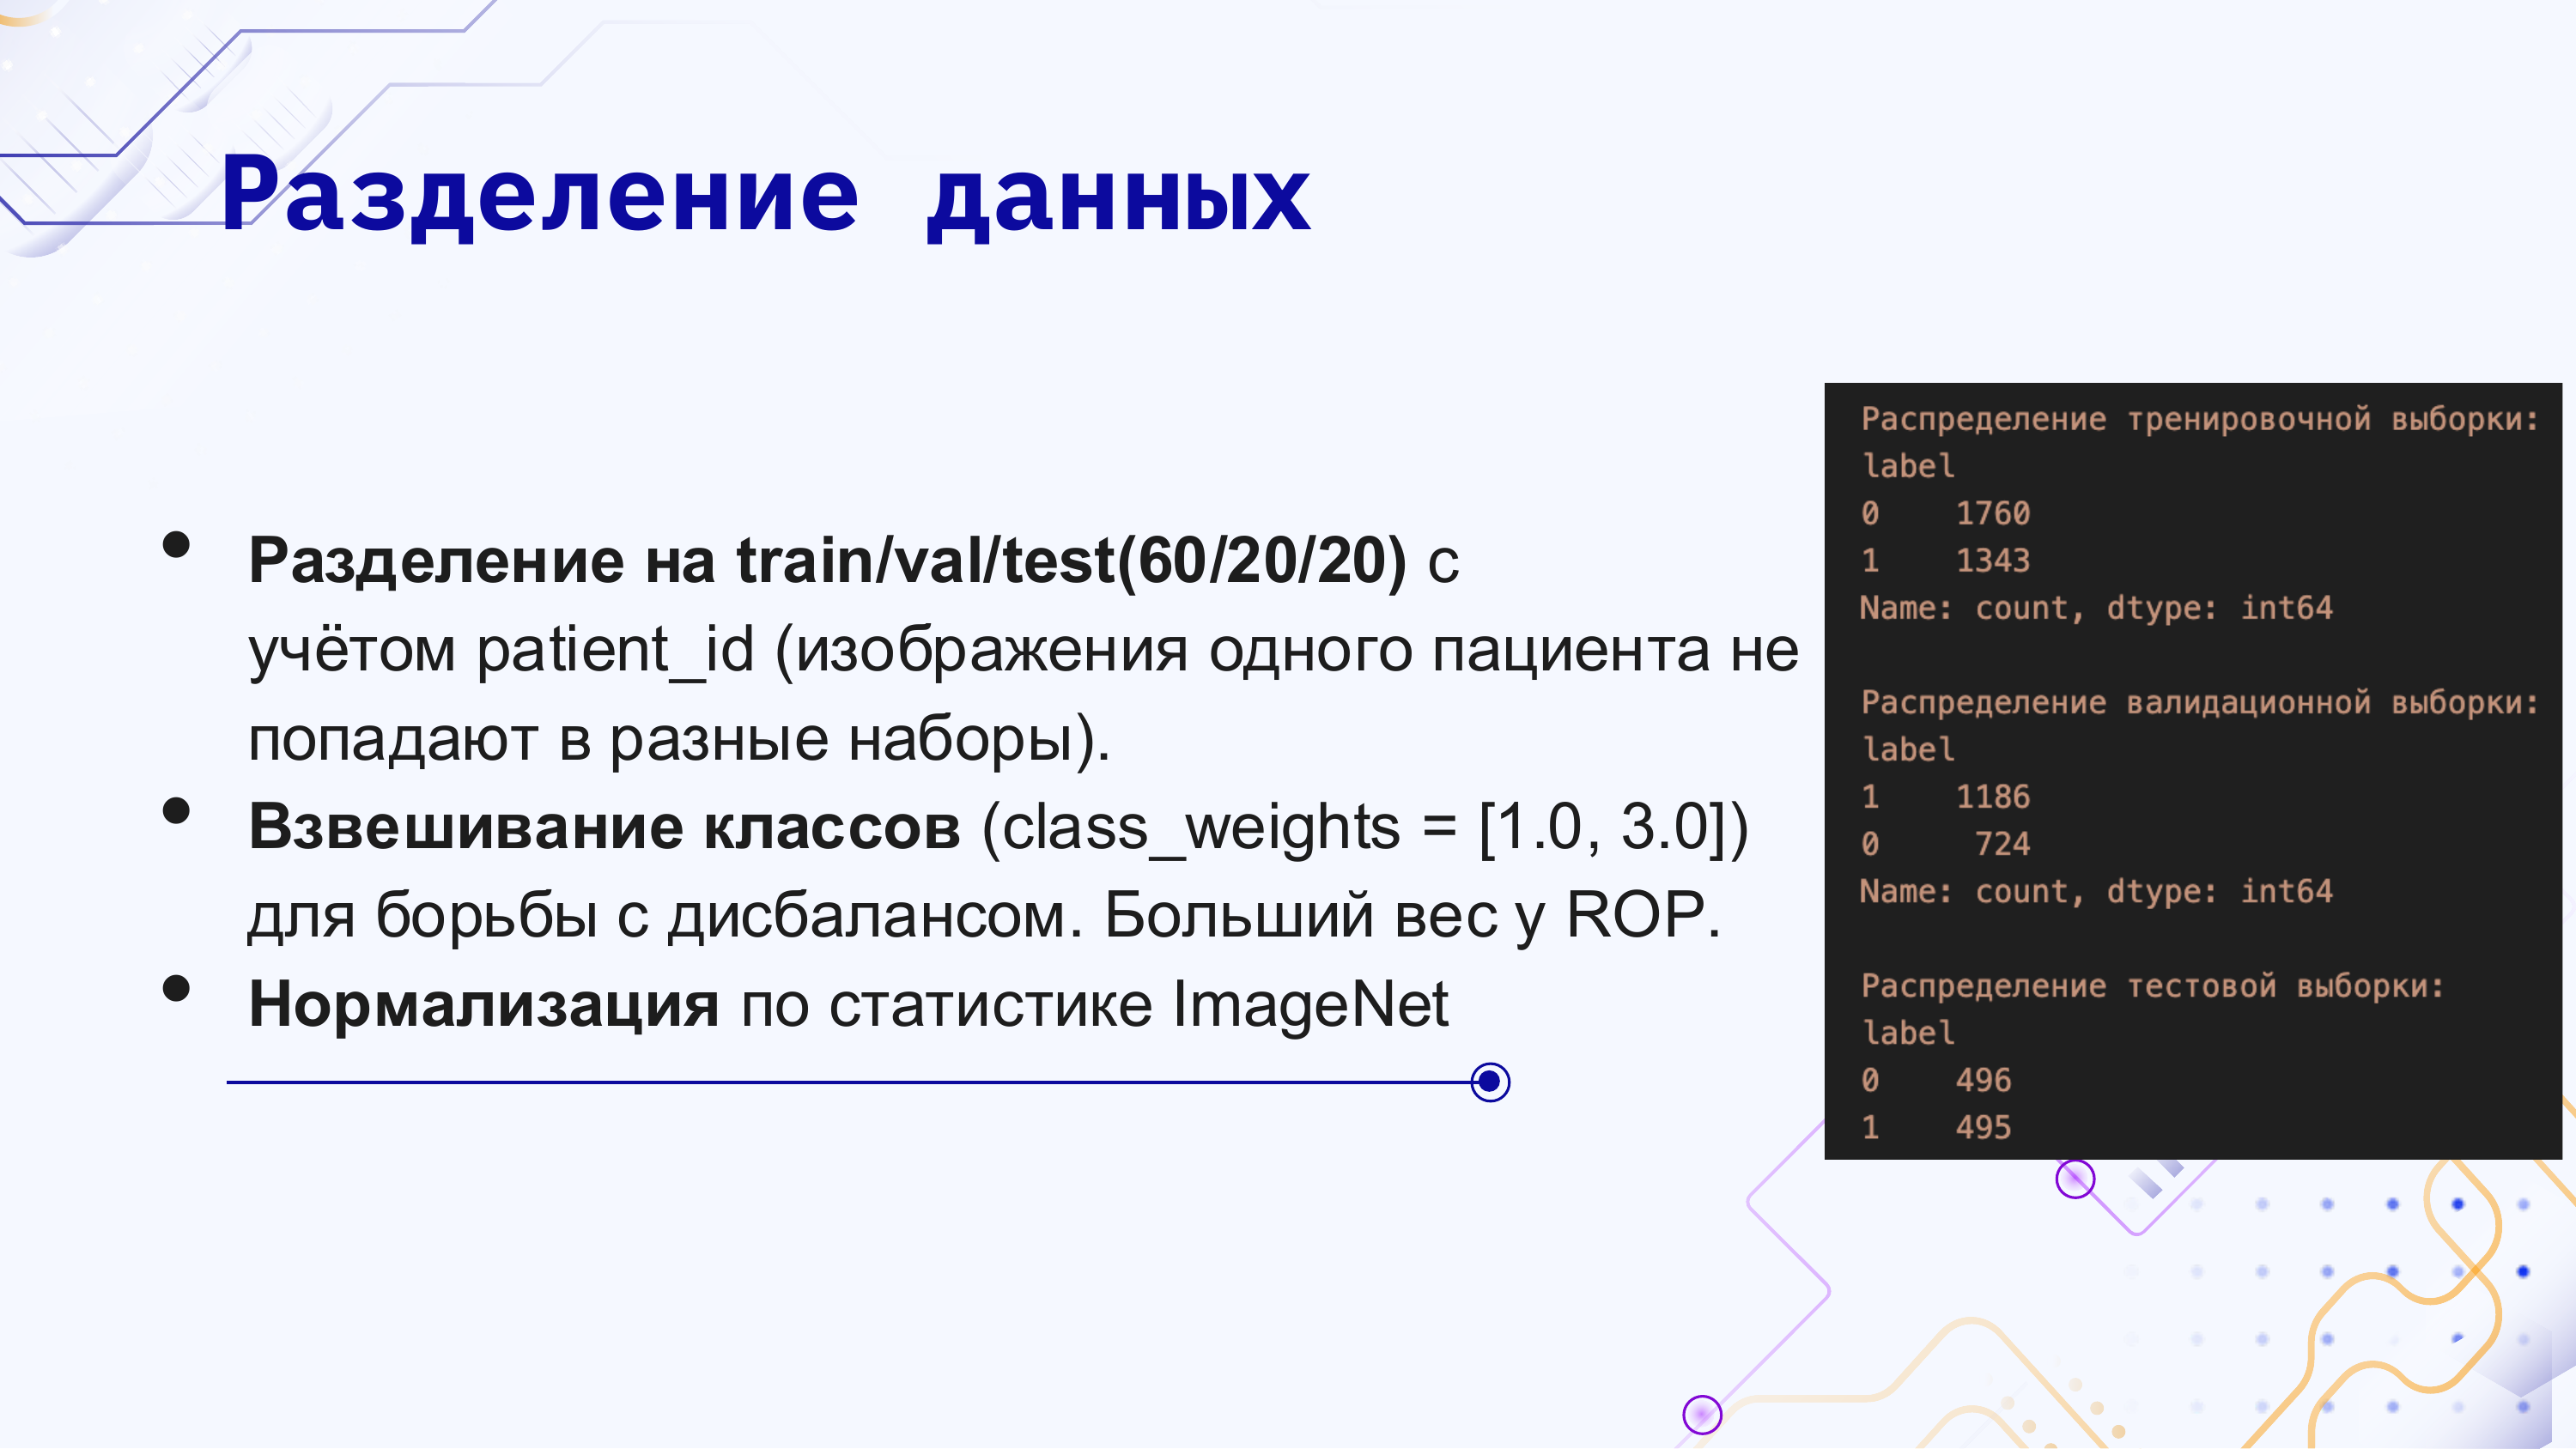 Разделение данных
• Разделение на train/val/test(60/20/20) с
учётом patient_id (изображения одного пациента не
попадают в разные наборы).
• Взвешивание классов (class_weights = [1.0, 3.0])
для борьбы с дисбалансом. Больший вес у ROP.
• Нормализация по статистике ImageNet
Распределение тренировочной выборки:
label
0    1760
1    1343
Name: count, dtype: int64
Распределение валидационной выборки:
label
1    1186
0     724
Name: count, dtype: int64
Распределение тестовой выборки:
label
0    496
1    495